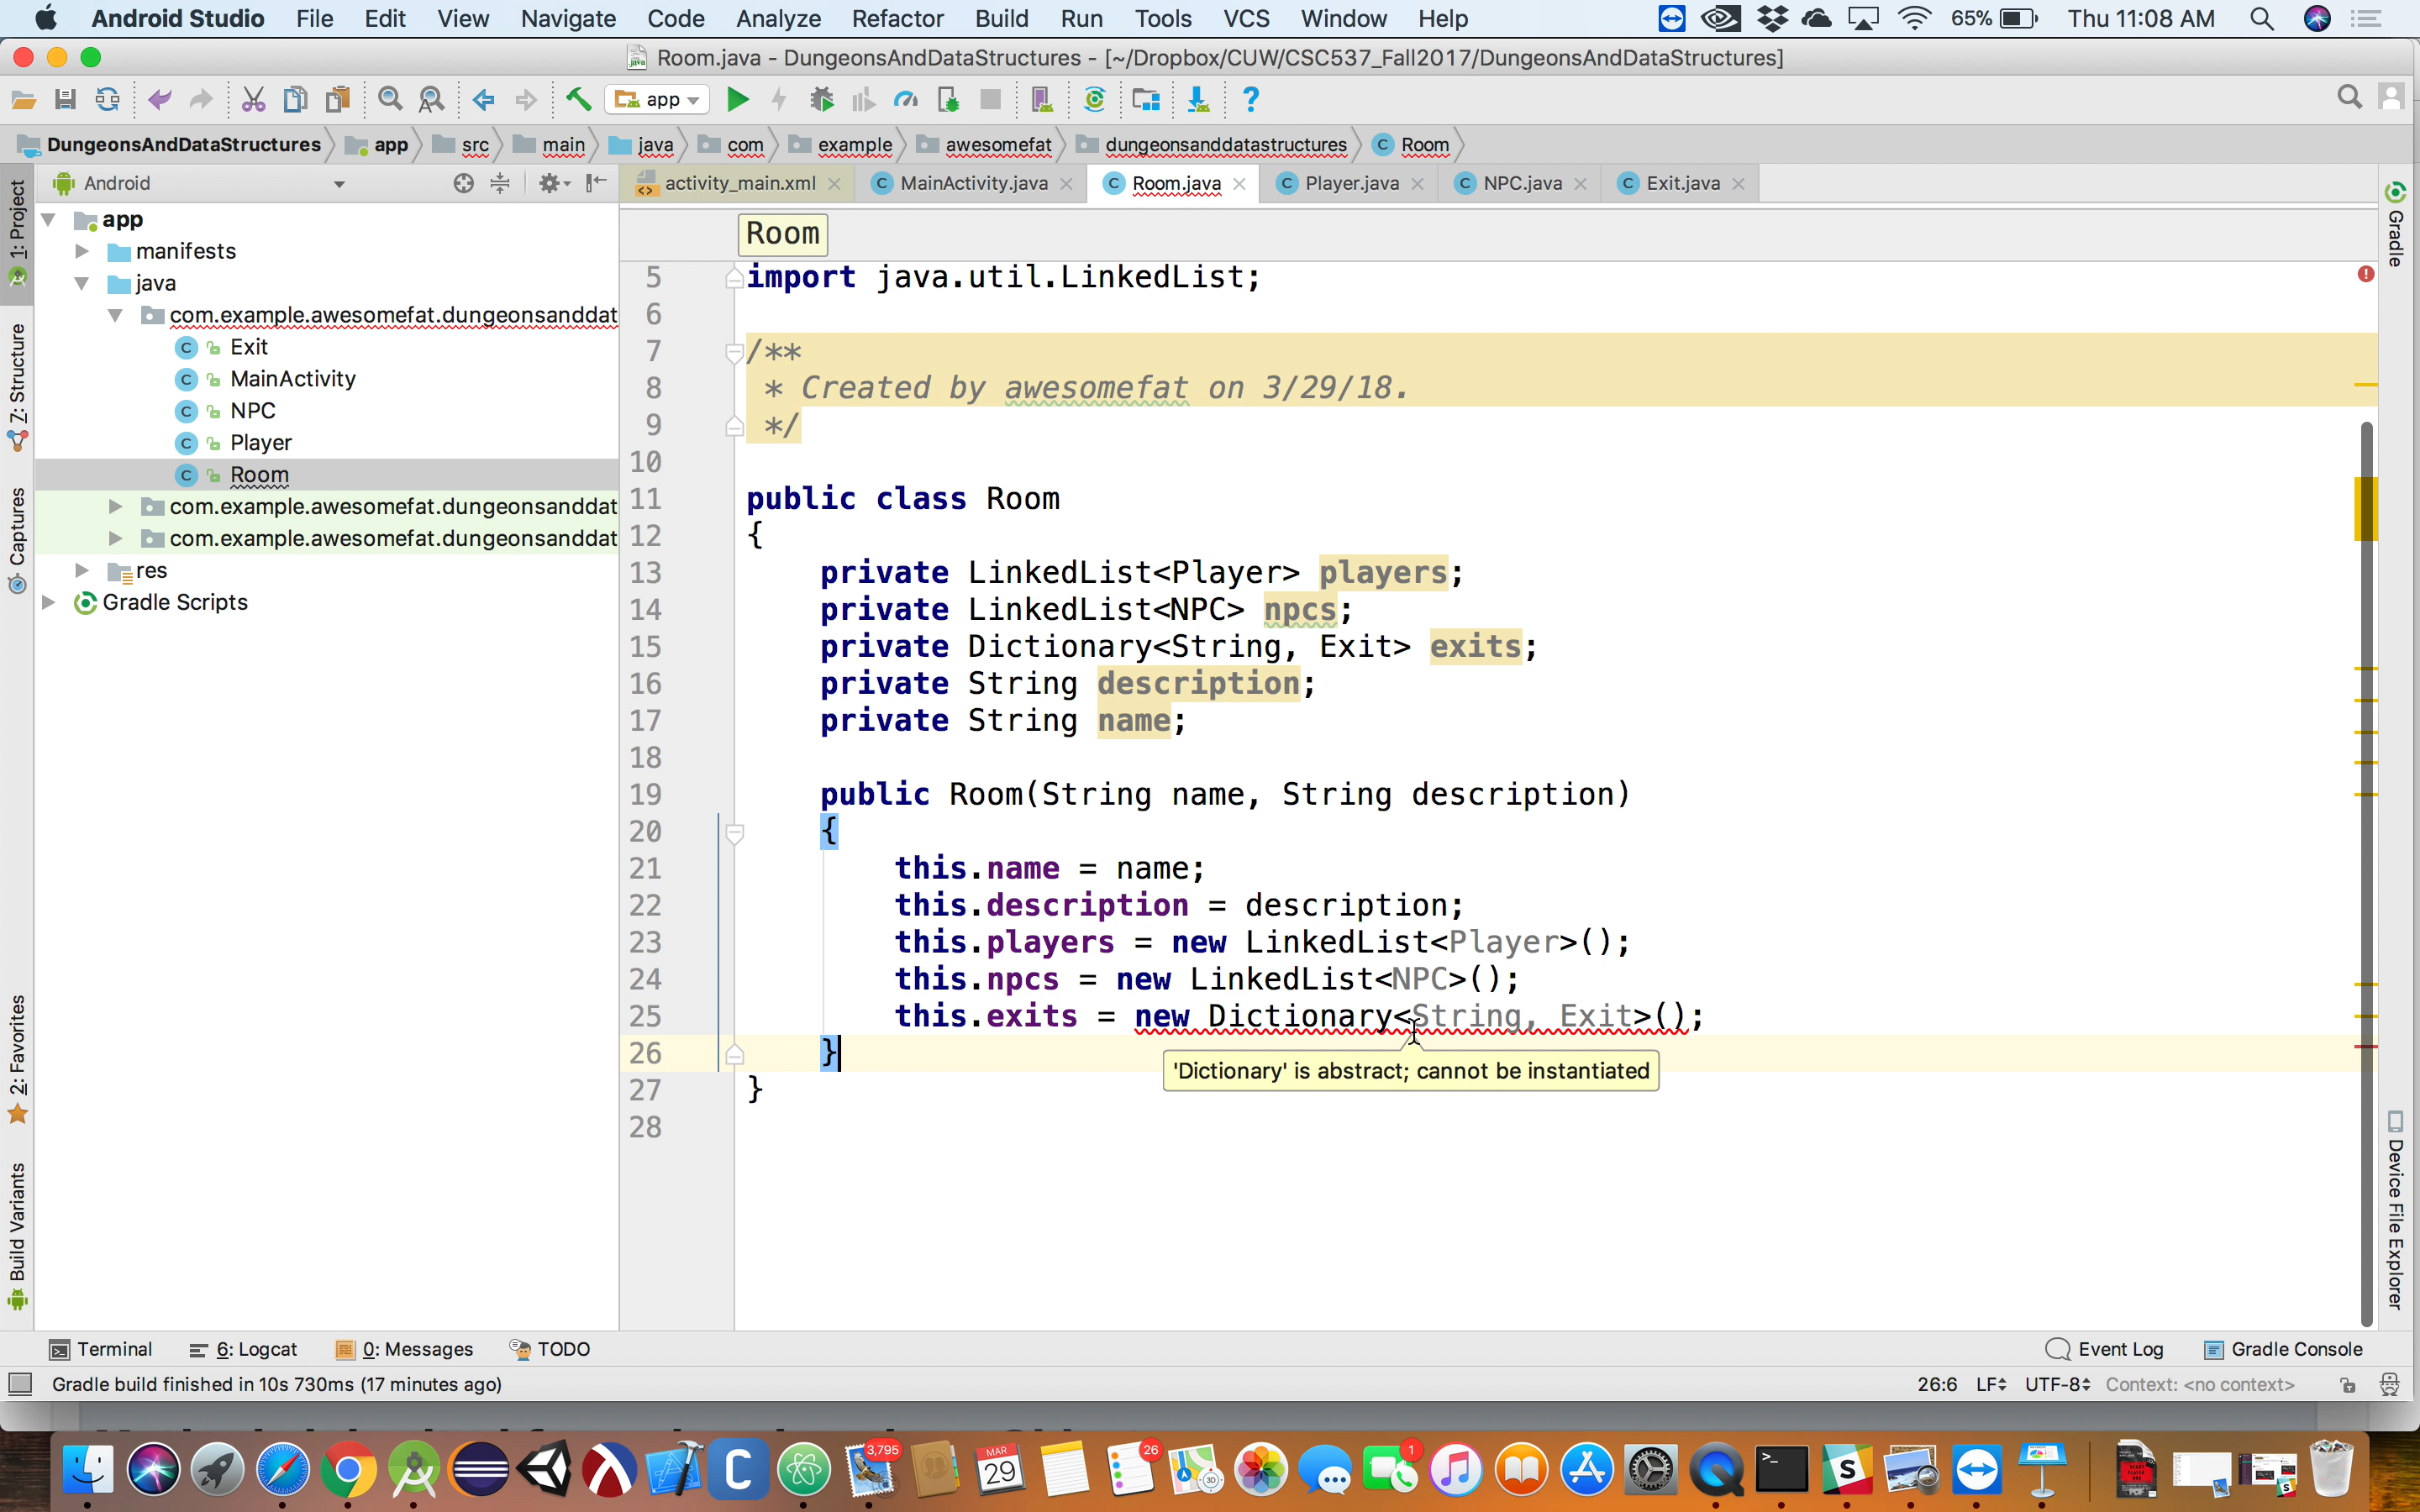 Android Studio File Edit View Navigate Code Analyze Refactor Build Run Tools VCS Window Help 65% Thu 11:08 AM
Room.java - DungeonsAndDataStructures - [~/Dropbox/CUW/CSC537_Fall2017/DungeonsAndDataStructures]
app
DungeonsAndDataStructures app src main java com example awesomefat dungeonsanddatastructures Room
Android
activity_main.xml MainActivity.java Room.java Player.java NPC.java Exit.java
1: Project
Z: Structure
Captures
2: Favorites
Build Variants
app
manifests
java
com.example.awesomefat.dungeonsanddat
Exit
MainActivity
NPC
Player
Room
com.example.awesomefat.dungeonsanddat
com.example.awesomefat.dungeonsanddat
res
Gradle Scripts
Room
5 import java.util.LinkedList;
6
7 /**
8 * Created by awesomefat on 3/29/18.
9 */
10
11 public class Room
12 {
13 private LinkedList<Player> players;
14 private LinkedList<NPC> npcs;
15 private Dictionary<String, Exit> exits;
16 private String description;
17 private String name;
18
19 public Room(String name, String description)
20 {
21 this.name = name;
22 this.description = description;
23 this.players = new LinkedList<Player>();
24 this.npcs = new LinkedList<NPC>();
25 this.exits = new Dictionary<String, Exit>();
26 }
'Dictionary' is abstract; cannot be instantiated
27 }
28
Gradle
Device File Explorer
Terminal 6: Logcat 0: Messages TODO Event Log Gradle Console
Gradle build finished in 10s 730ms (17 minutes ago) 26:6 LF UTF-8 Context: <no context>
3,795
MAR
29
26
1